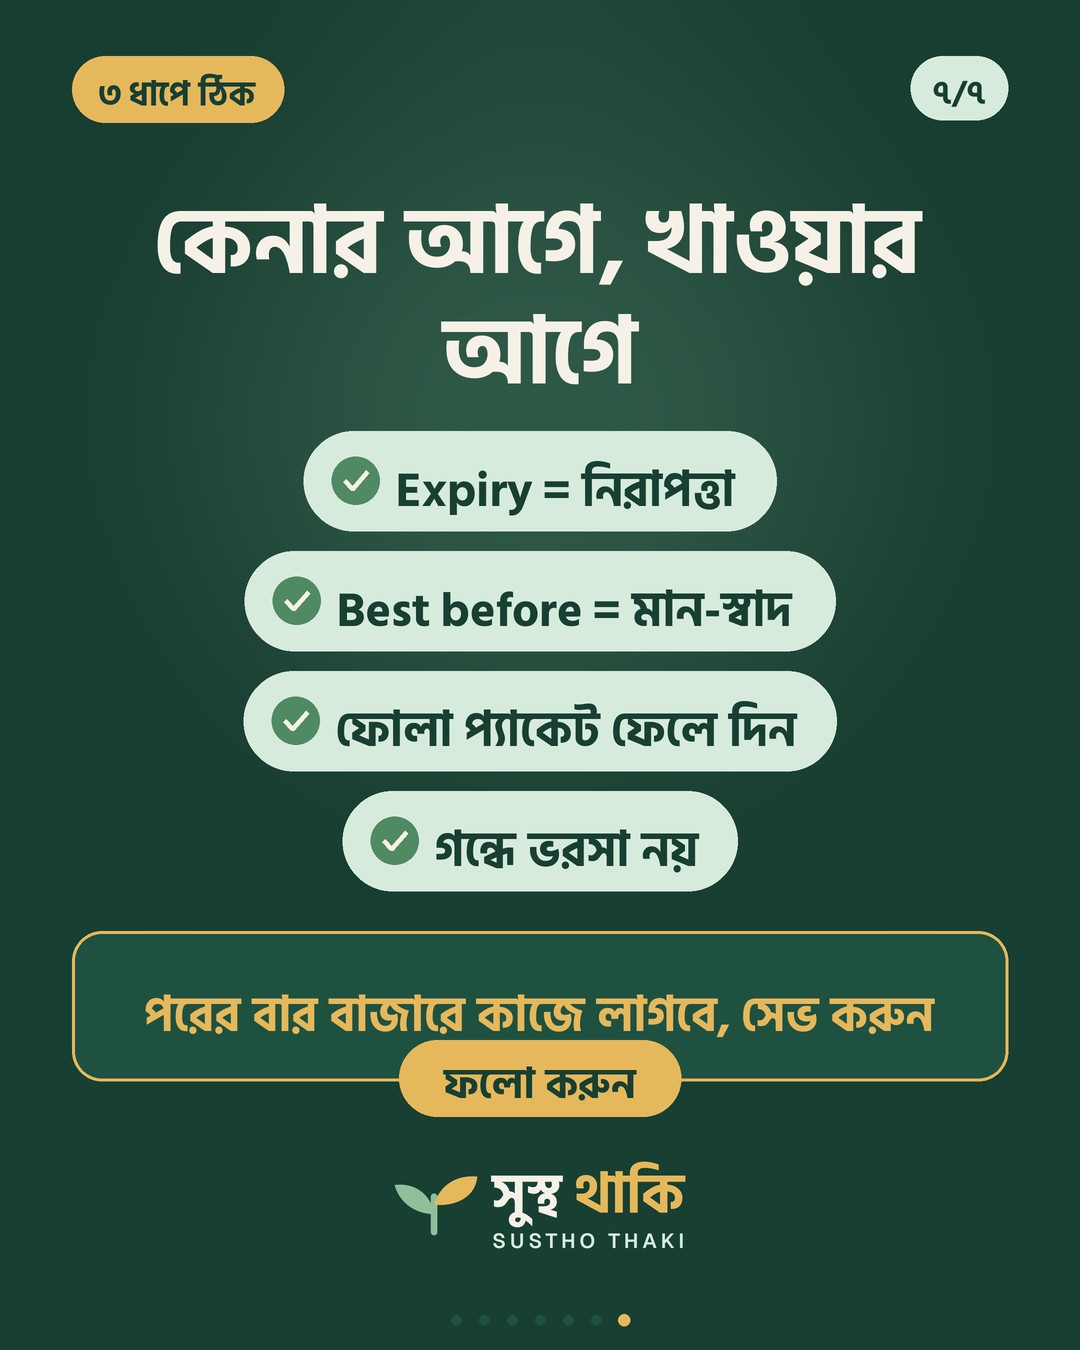 ৩ ধাপে ঠিক
৭/৭
কেনার আগে, খাওয়ার
আগে
Expiry = নিরাপত্তা
Best before = মান-স্বাদ
ফোলা প্যাকেট ফেলে দিন
গন্ধে ভরসা নয়
পরের বার বাজারে কাজে লাগবে, সেভ করুন
ফলো করুন
সুস্থ থাকি
SUSTHO THAKI